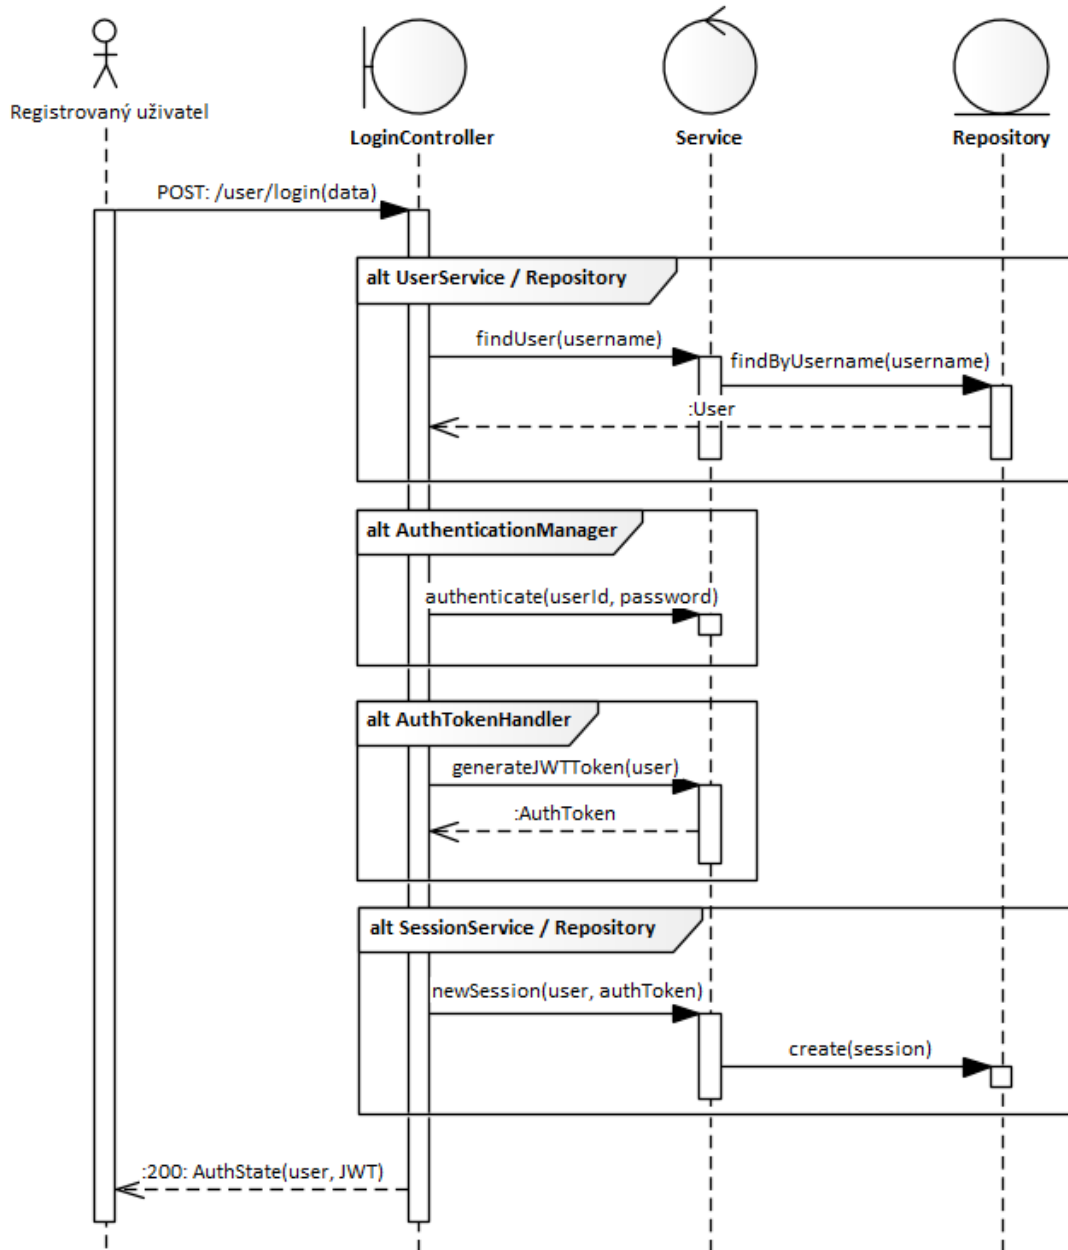 Registrovaný uživatel
LoginController
Service
Repository
POST: /user/login(data)
alt UserService / Repository
findUser(username)
findByUsername(username)
:User
alt AuthenticationManager
authenticate(userId, password)
alt AuthTokenHandler
generateJWTToken(user)
:AuthToken
alt SessionService / Repository
newSession(user, authToken)
create(session)
:200: AuthState(user, JWT)